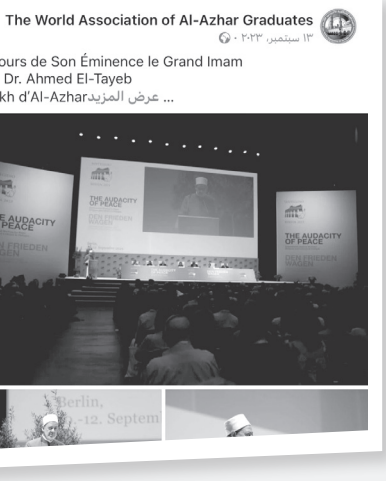 The World Association of Al-Azhar Graduates
١٣ سبتمبر، ٢٠٢٣ ·
ours de Son Éminence le Grand Imam
Dr. Ahmed El-Tayeb
kh d'Al-Azhar عرض المزيد ...
THE AUDACITY
OF PEACE
DEN FRIEDEN
WAGEN
E AUDACITY
PEACE
FRIEDEN
THE AUDACITY
OF PEACE
DEN FRIEDEN
WAGEN
Berlin,
-12. Septem